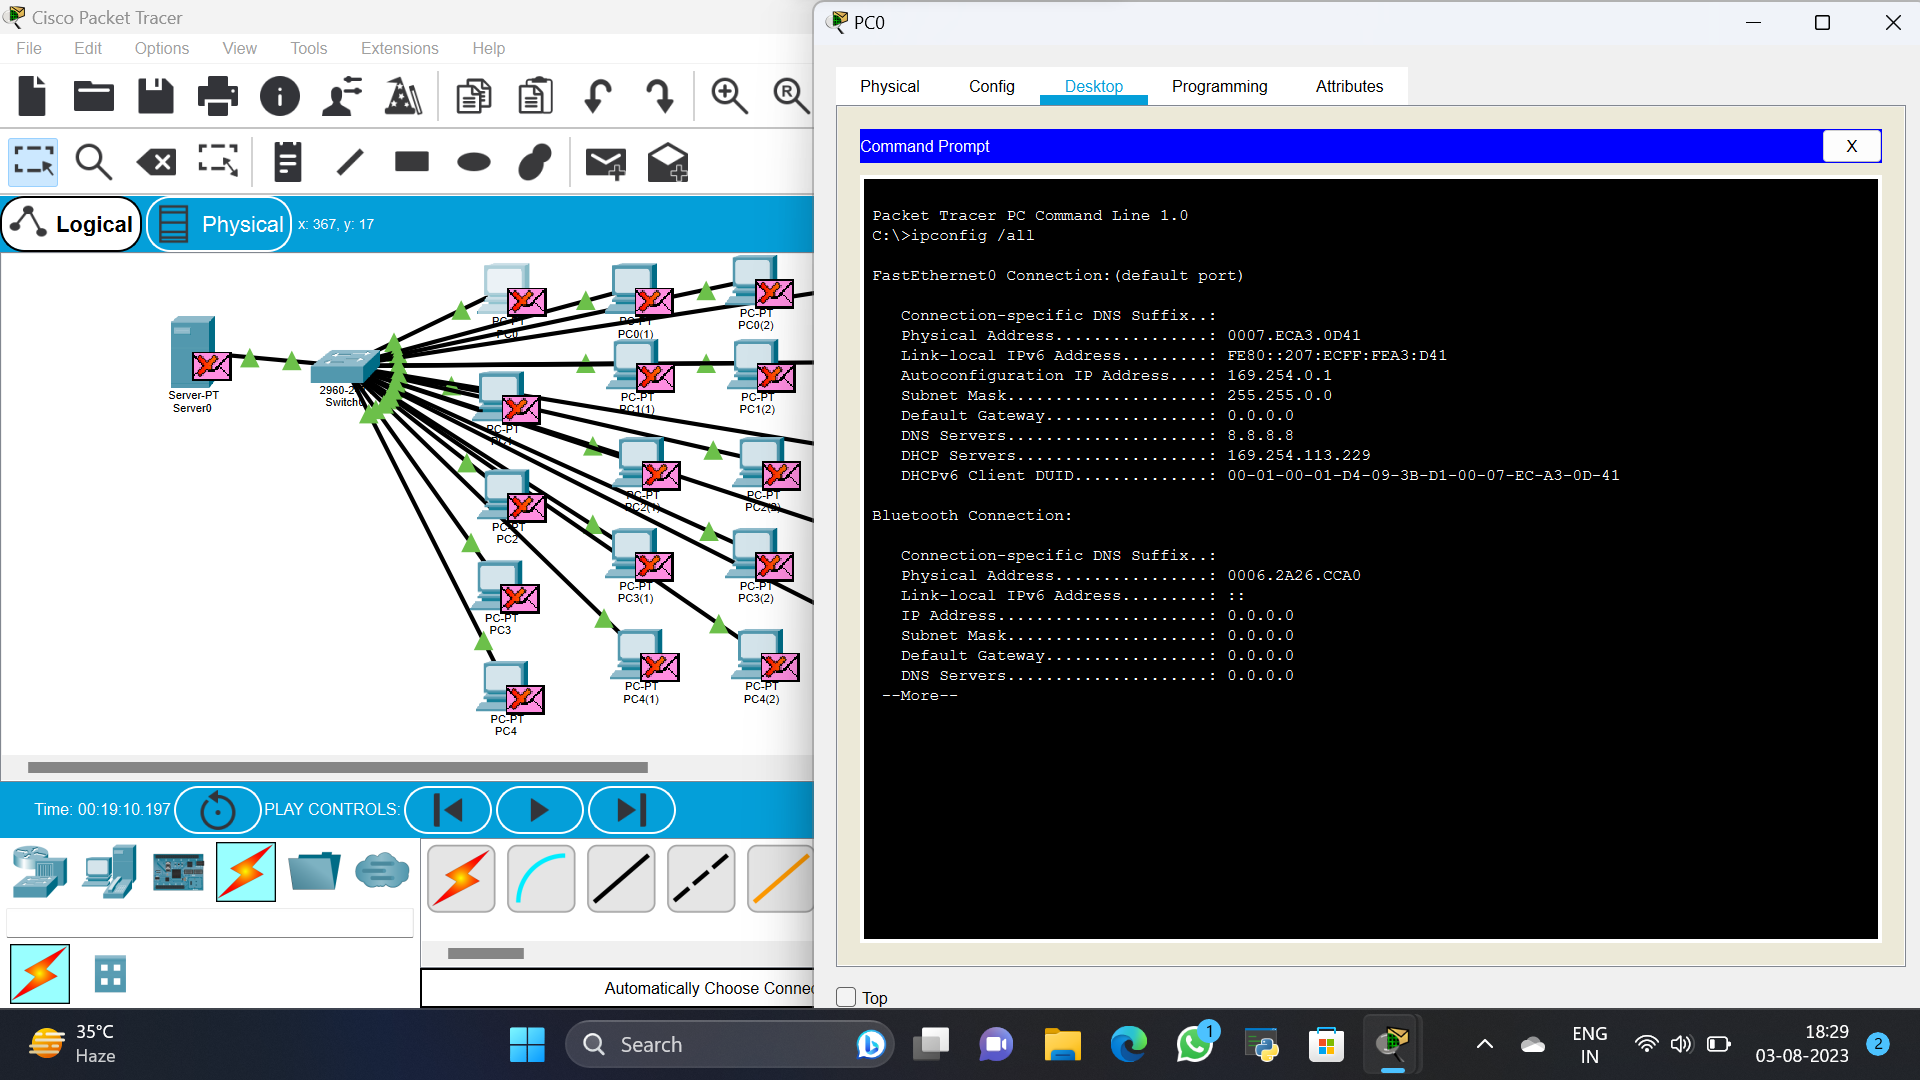 Cisco Packet Tracer
File Edit Options View Tools Extensions Help
Logical
Physical
x: 367, y: 17
Server-PT
Server0
2960-2
Switch0
PC-PT
PC0
PC-PT
PC0(1)
PC-PT
PC0(2)
PC-PT
PC1
PC-PT
PC1(1)
PC-PT
PC1(2)
PC-PT
PC2
PC-PT
PC2(1)
PC-PT
PC2(2)
PC-PT
PC3
PC-PT
PC3(1)
PC-PT
PC3(2)
PC-PT
PC4
PC-PT
PC4(1)
PC-PT
PC4(2)
Time: 00:19:10.197
PLAY CONTROLS:
Automatically Choose Connec
PC0
Physical Config Desktop Programming Attributes
Command Prompt
X
Packet Tracer PC Command Line 1.0
C:\>ipconfig /all
FastEthernet0 Connection:(default port)
Connection-specific DNS Suffix..:
Physical Address................: 0007.ECA3.0D41
Link-local IPv6 Address.........: FE80::207:ECFF:FEA3:D41
Autoconfiguration IP Address....: 169.254.0.1
Subnet Mask.....................: 255.255.0.0
Default Gateway.................: 0.0.0.0
DNS Servers.....................: 8.8.8.8
DHCP Servers....................: 169.254.113.229
DHCPv6 Client DUID..............: 00-01-00-01-D4-09-3B-D1-00-07-EC-A3-0D-41
Bluetooth Connection:
Connection-specific DNS Suffix..:
Physical Address................: 0006.2A26.CCA0
Link-local IPv6 Address.........: ::
IP Address......................: 0.0.0.0
Subnet Mask.....................: 0.0.0.0
Default Gateway.................: 0.0.0.0
DNS Servers.....................: 0.0.0.0
--More--
Top
35°C
Haze
Search
1
ENG
IN
18:29
03-08-2023
2